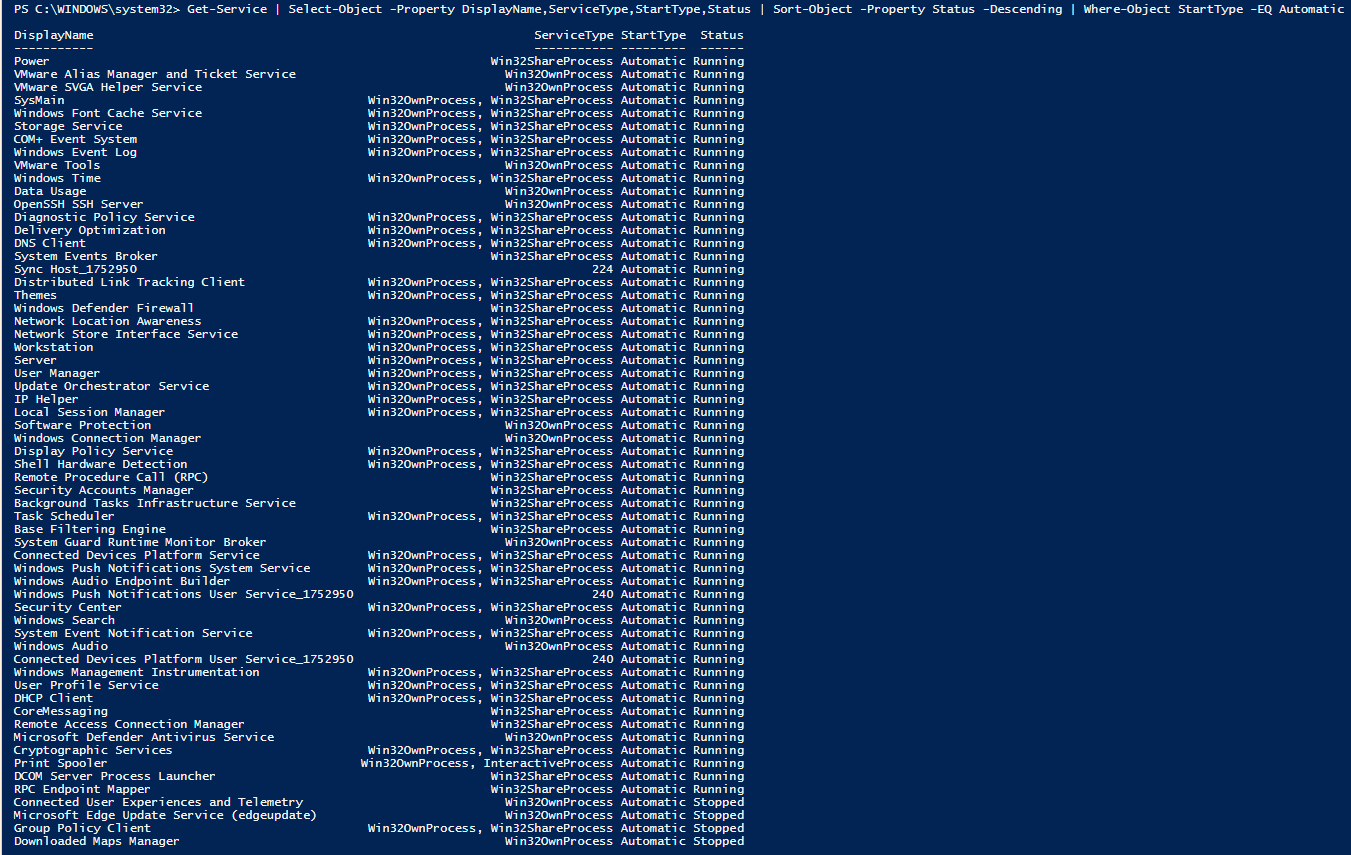 PS C:\WINDOWS\system32> Get-Service | Select-Object -Property DisplayName,ServiceType,StartType,Status | Sort-Object -Property Status -Descending | Where-Object StartType -EQ Automatic
DisplayName ServiceType StartType Status
----------- ----------- --------- ------
Power Win32ShareProcess Automatic Running
VMware Alias Manager and Ticket Service Win32OwnProcess Automatic Running
VMware SVGA Helper Service Win32OwnProcess Automatic Running
SysMain Win32OwnProcess, Win32ShareProcess Automatic Running
Windows Font Cache Service Win32OwnProcess, Win32ShareProcess Automatic Running
Storage Service Win32OwnProcess, Win32ShareProcess Automatic Running
COM+ Event System Win32OwnProcess, Win32ShareProcess Automatic Running
Windows Event Log Win32OwnProcess, Win32ShareProcess Automatic Running
VMware Tools Win32OwnProcess Automatic Running
Windows Time Win32OwnProcess, Win32ShareProcess Automatic Running
Data Usage Win32OwnProcess Automatic Running
OpenSSH SSH Server Win32OwnProcess Automatic Running
Diagnostic Policy Service Win32OwnProcess, Win32ShareProcess Automatic Running
Delivery Optimization Win32OwnProcess, Win32ShareProcess Automatic Running
DNS Client Win32OwnProcess, Win32ShareProcess Automatic Running
System Events Broker Win32ShareProcess Automatic Running
Sync Host_1752950 224 Automatic Running
Distributed Link Tracking Client Win32OwnProcess, Win32ShareProcess Automatic Running
Themes Win32OwnProcess, Win32ShareProcess Automatic Running
Windows Defender Firewall Win32ShareProcess Automatic Running
Network Location Awareness Win32OwnProcess, Win32ShareProcess Automatic Running
Network Store Interface Service Win32OwnProcess, Win32ShareProcess Automatic Running
Workstation Win32OwnProcess, Win32ShareProcess Automatic Running
Server Win32OwnProcess, Win32ShareProcess Automatic Running
User Manager Win32OwnProcess, Win32ShareProcess Automatic Running
Update Orchestrator Service Win32OwnProcess, Win32ShareProcess Automatic Running
IP Helper Win32OwnProcess, Win32ShareProcess Automatic Running
Local Session Manager Win32OwnProcess, Win32ShareProcess Automatic Running
Software Protection Win32OwnProcess Automatic Running
Windows Connection Manager Win32OwnProcess Automatic Running
Display Policy Service Win32OwnProcess, Win32ShareProcess Automatic Running
Shell Hardware Detection Win32OwnProcess, Win32ShareProcess Automatic Running
Remote Procedure Call (RPC) Win32ShareProcess Automatic Running
Security Accounts Manager Win32ShareProcess Automatic Running
Background Tasks Infrastructure Service Win32ShareProcess Automatic Running
Task Scheduler Win32OwnProcess, Win32ShareProcess Automatic Running
Base Filtering Engine Win32ShareProcess Automatic Running
System Guard Runtime Monitor Broker Win32OwnProcess Automatic Running
Connected Devices Platform Service Win32OwnProcess, Win32ShareProcess Automatic Running
Windows Push Notifications System Service Win32OwnProcess, Win32ShareProcess Automatic Running
Windows Audio Endpoint Builder Win32OwnProcess, Win32ShareProcess Automatic Running
Windows Push Notifications User Service_1752950 240 Automatic Running
Security Center Win32OwnProcess, Win32ShareProcess Automatic Running
Windows Search Win32OwnProcess Automatic Running
System Event Notification Service Win32OwnProcess, Win32ShareProcess Automatic Running
Windows Audio Win32OwnProcess Automatic Running
Connected Devices Platform User Service_1752950 240 Automatic Running
Windows Management Instrumentation Win32OwnProcess, Win32ShareProcess Automatic Running
User Profile Service Win32OwnProcess, Win32ShareProcess Automatic Running
DHCP Client Win32OwnProcess, Win32ShareProcess Automatic Running
CoreMessaging Win32ShareProcess Automatic Running
Remote Access Connection Manager Win32ShareProcess Automatic Running
Microsoft Defender Antivirus Service Win32OwnProcess Automatic Running
Cryptographic Services Win32OwnProcess, Win32ShareProcess Automatic Running
Print Spooler Win32OwnProcess, InteractiveProcess Automatic Running
DCOM Server Process Launcher Win32ShareProcess Automatic Running
RPC Endpoint Mapper Win32ShareProcess Automatic Running
Connected User Experiences and Telemetry Win32OwnProcess Automatic Stopped
Microsoft Edge Update Service (edgeupdate) Win32OwnProcess Automatic Stopped
Group Policy Client Win32OwnProcess, Win32ShareProcess Automatic Stopped
Downloaded Maps Manager Win32OwnProcess Automatic Stopped